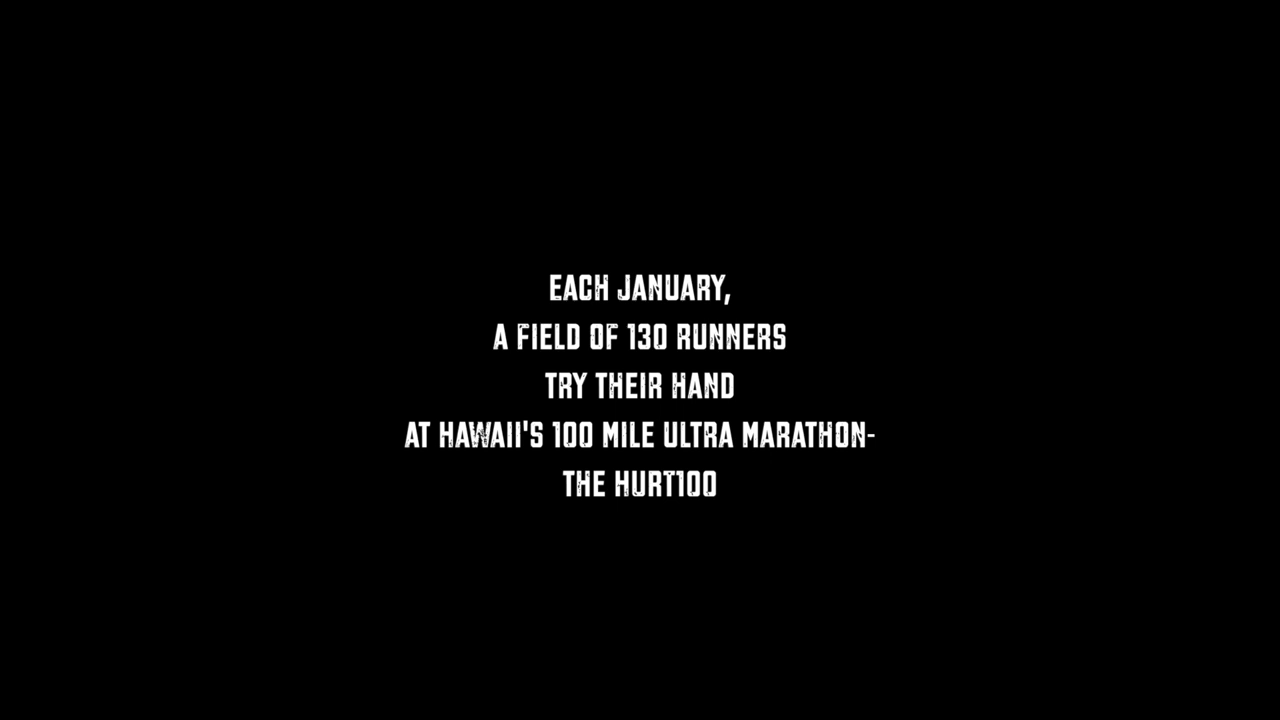 EACH JANUARY,
A FIELD OF 130 RUNNERS
TRY THEIR HAND
AT HAWAII'S 100 MILE ULTRA MARATHON-
THE HURT100